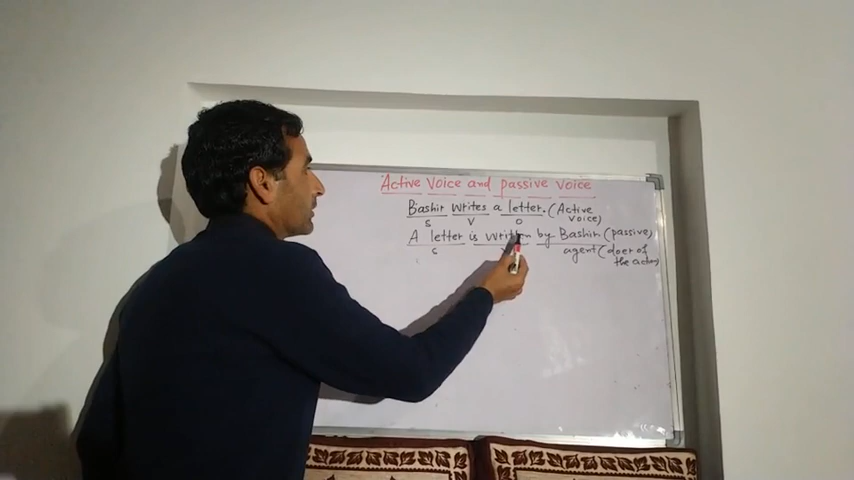 Active Voice and passive voice
Bashir writes a letter. (Active Voice)
S V O
A letter is written by Bashir (passive)
S V agent (doer of the action)